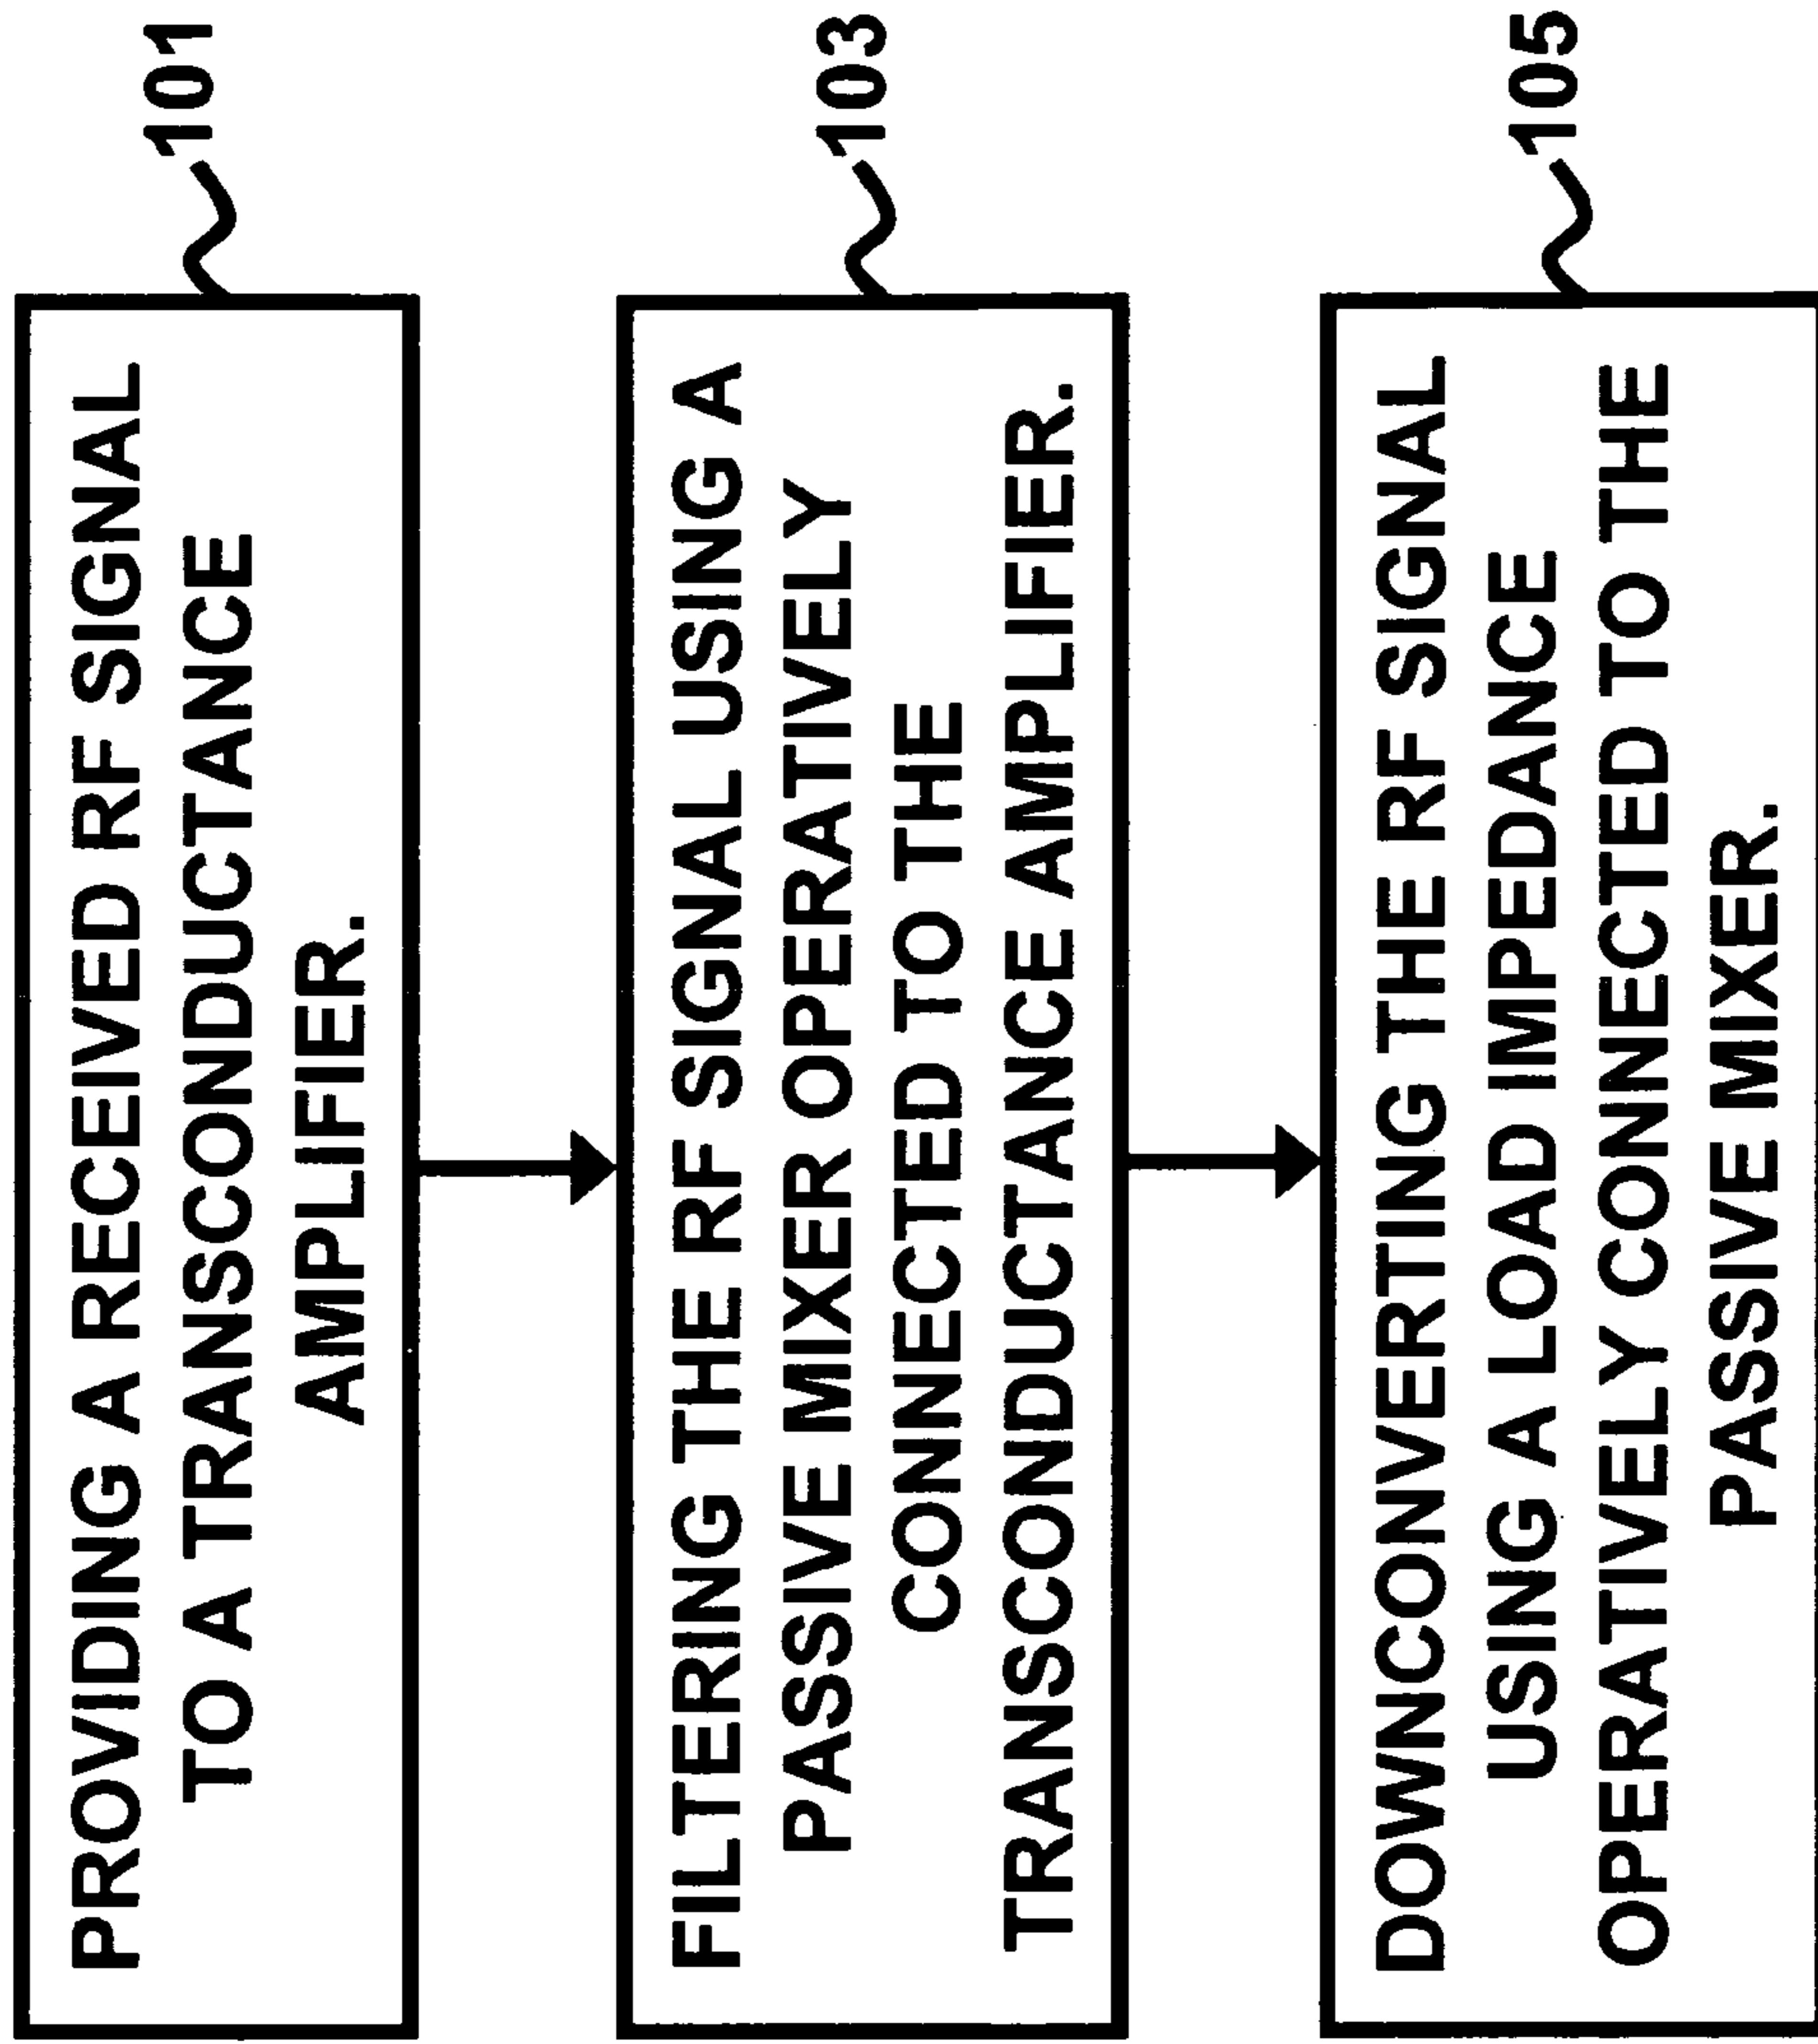 PROVIDING A RECEIVED RF SIGNAL
TO A TRANSCONDUCTANCE
AMPLIFIER.
101
FILTERING THE RF SIGNAL USING A
PASSIVE MIXER OPERATIVELY
CONNECTED TO THE
TRANSCONDUCTANCE AMPLIFIER.
103
DOWNCONVERTING THE RF SIGNAL
USING A LOAD IMPEDANCE
OPERATIVELY CONNECTED TO THE
PASSIVE MIXER.
105